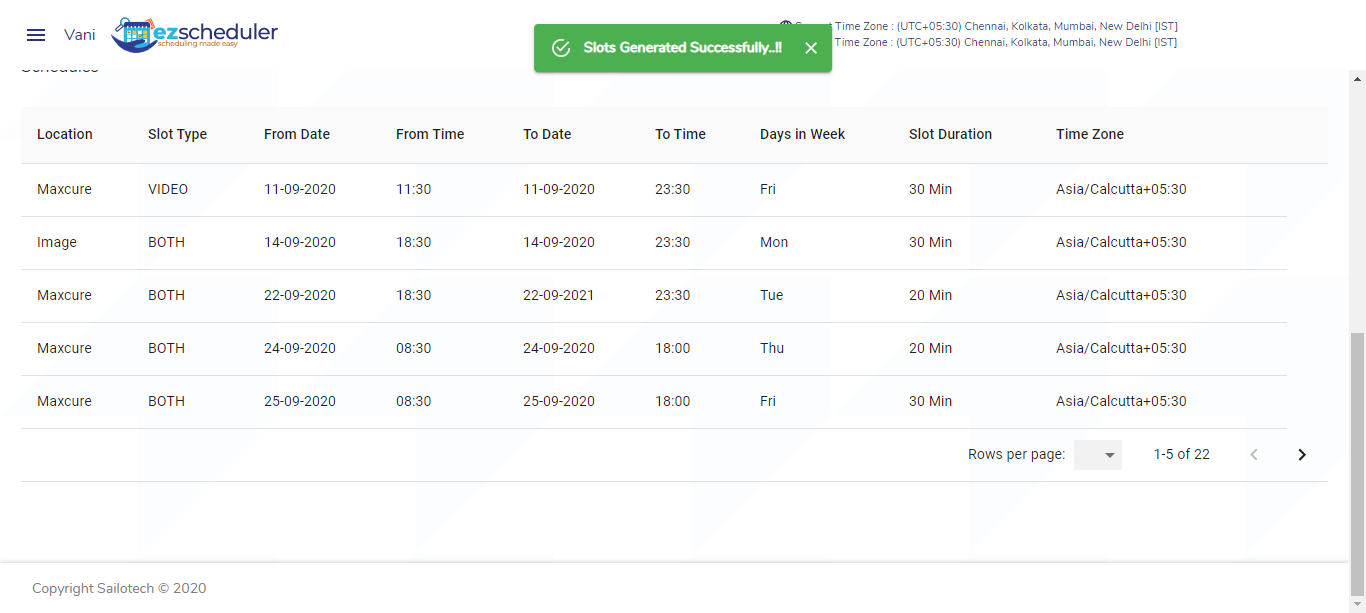 Vani
ezscheduler
scheduling made easy
Time Zone : (UTC+05:30) Chennai, Kolkata, Mumbai, New Delhi [IST]
Time Zone : (UTC+05:30) Chennai, Kolkata, Mumbai, New Delhi [IST]
Slots Generated Successfully..!!
Schedules
Location Slot Type From Date From Time To Date To Time Days in Week Slot Duration Time Zone
Maxcure VIDEO 11-09-2020 11:30 11-09-2020 23:30 Fri 30 Min Asia/Calcutta+05:30
Image BOTH 14-09-2020 18:30 14-09-2020 23:30 Mon 30 Min Asia/Calcutta+05:30
Maxcure BOTH 22-09-2020 18:30 22-09-2021 23:30 Tue 20 Min Asia/Calcutta+05:30
Maxcure BOTH 24-09-2020 08:30 24-09-2020 18:00 Thu 20 Min Asia/Calcutta+05:30
Maxcure BOTH 25-09-2020 08:30 25-09-2020 18:00 Fri 30 Min Asia/Calcutta+05:30
Rows per page: 1-5 of 22
Copyright Sailotech © 2020